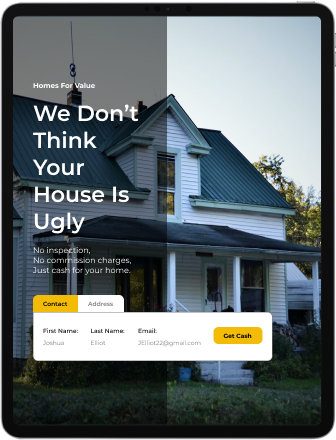 Homes For Value
We Don't
Think
Your
House Is
Ugly
No inspection,
No commission charges,
Just cash for your home.
Contact Address
First Name: Last Name: Email:
Joshua Elliot JElliot22@gmail.com
Get Cash